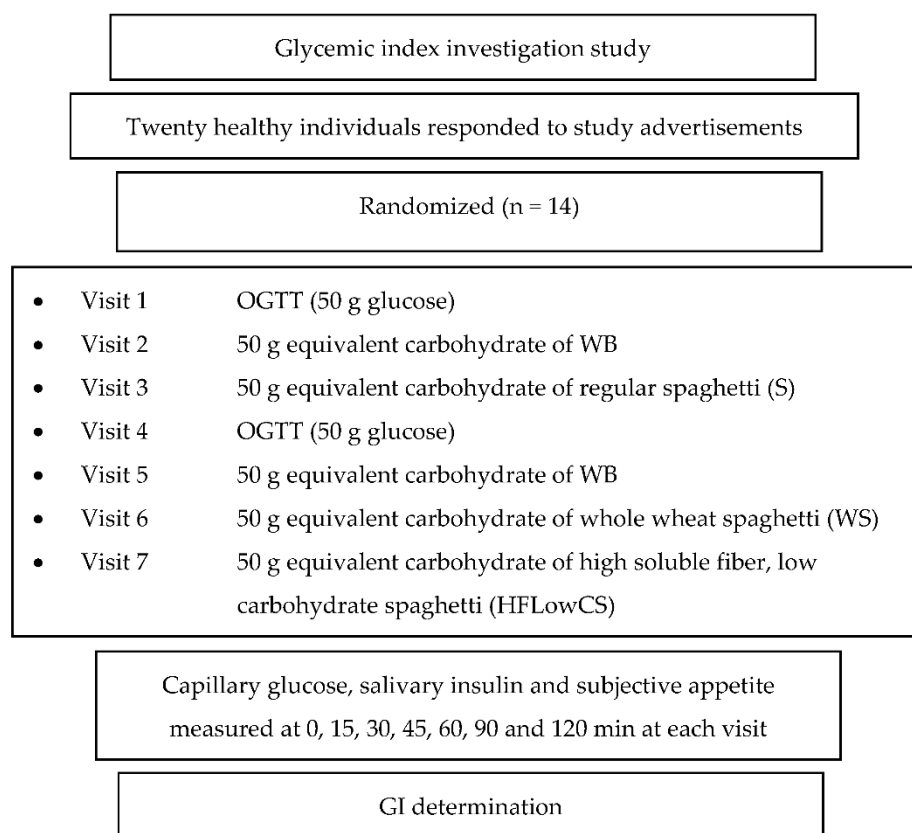 Glycemic index investigation study
Twenty healthy individuals responded to study advertisements
Randomized (n = 14)
• Visit 1 OGTT (50 g glucose)
• Visit 2 50 g equivalent carbohydrate of WB
• Visit 3 50 g equivalent carbohydrate of regular spaghetti (S)
• Visit 4 OGTT (50 g glucose)
• Visit 5 50 g equivalent carbohydrate of WB
• Visit 6 50 g equivalent carbohydrate of whole wheat spaghetti (WS)
• Visit 7 50 g equivalent carbohydrate of high soluble fiber, low
carbohydrate spaghetti (HFLowCS)
Capillary glucose, salivary insulin and subjective appetite
measured at 0, 15, 30, 45, 60, 90 and 120 min at each visit
GI determination